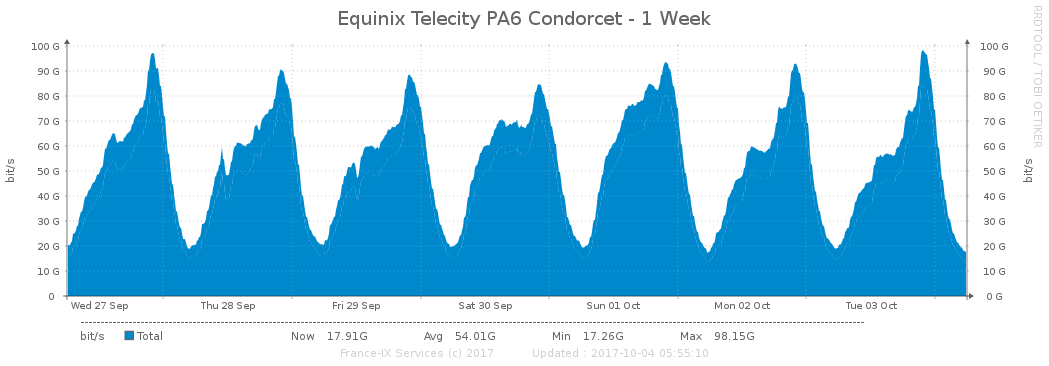 Equinix Telecity PA6 Condorcet - 1 Week
RRDTOOL / TOBI OETIKER
100 G 100 G
90 G 90 G
80 G 80 G
70 G 70 G
60 G 60 G
50 G 50 G
40 G 40 G
30 G 30 G
20 G 20 G
10 G 10 G
0 0 G
bit/s bit/s
Wed 27 Sep Thu 28 Sep Fri 29 Sep Sat 30 Sep Sun 01 Oct Mon 02 Oct Tue 03 Oct
bit/s Total Now 17.91G Avg 54.01G Min 17.26G Max 98.15G
France-IX Services (c) 2017 Updated : 2017-10-04 05:55:10